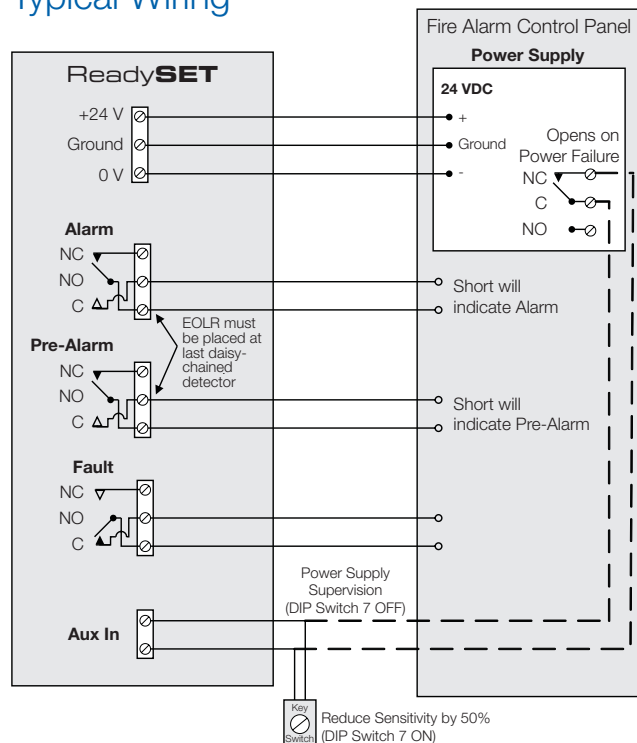 Typical Wiring
Fire Alarm Control Panel
Power Supply
ReadySET
24 VDC
+24 V
+
Ground
Ground
0 V
-
Opens on
Power Failure
NC
C
NO
Alarm
NC
NO
C
Short will
indicate Alarm
EOLR must
be placed at
last daisy-
chained
detector
Pre-Alarm
NC
NO
C
Short will
indicate Pre-Alarm
Fault
NC
NO
C
Power Supply
Supervision
(DIP Switch 7 OFF)
Aux In
Key
Switch
Reduce Sensitivity by 50%
(DIP Switch 7 ON)